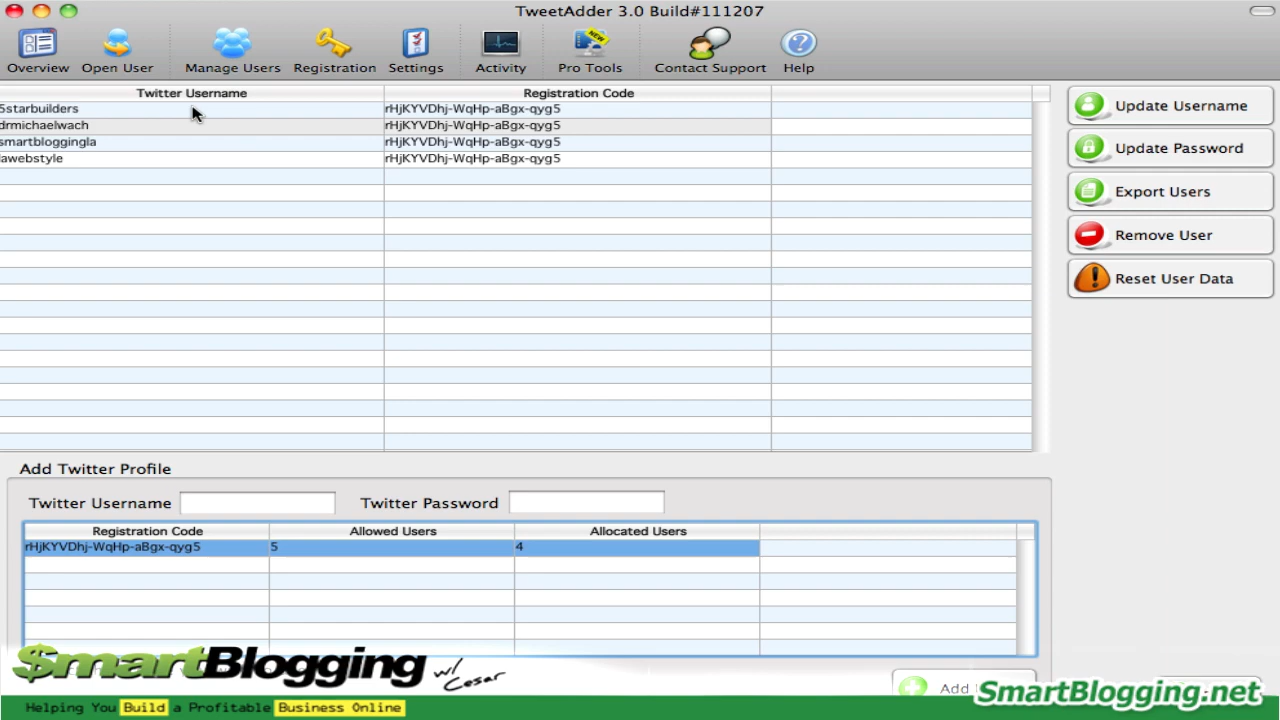 TweetAdder 3.0 Build#111207
Overview Open User Manage Users Registration Settings Activity Pro Tools Contact Support Help
NEW
Twitter Username Registration Code
5starbuilders rHjKYVDhj-WqHp-aBgx-qyg5
drmichaelwach rHjKYVDhj-WqHp-aBgx-qyg5
smartbloggingla rHjKYVDhj-WqHp-aBgx-qyg5
lawebstyle rHjKYVDhj-WqHp-aBgx-qyg5
Update Username
Update Password
Export Users
Remove User
Reset User Data
Add Twitter Profile
Twitter Username Twitter Password
Registration Code Allowed Users Allocated Users
rHjKYVDhj-WqHp-aBgx-qyg5 5 4
$martBlogging w/ Cesar
Add
SmartBlogging.net
Helping You Build a Profitable Business Online